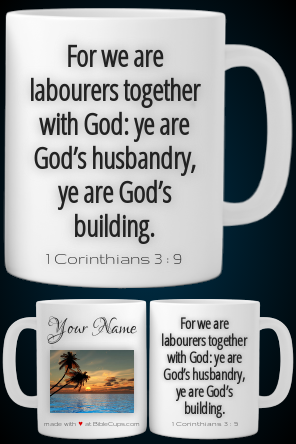 For we are
labourers together
with God: ye are
God's husbandry,
ye are God's
building.
1 Corinthians 3:9
Your Name
made with ♥ at BibleCups.com
For we are
labourers together
with God: ye are
God's husbandry,
ye are God's
building.
1 Corinthians 3:9